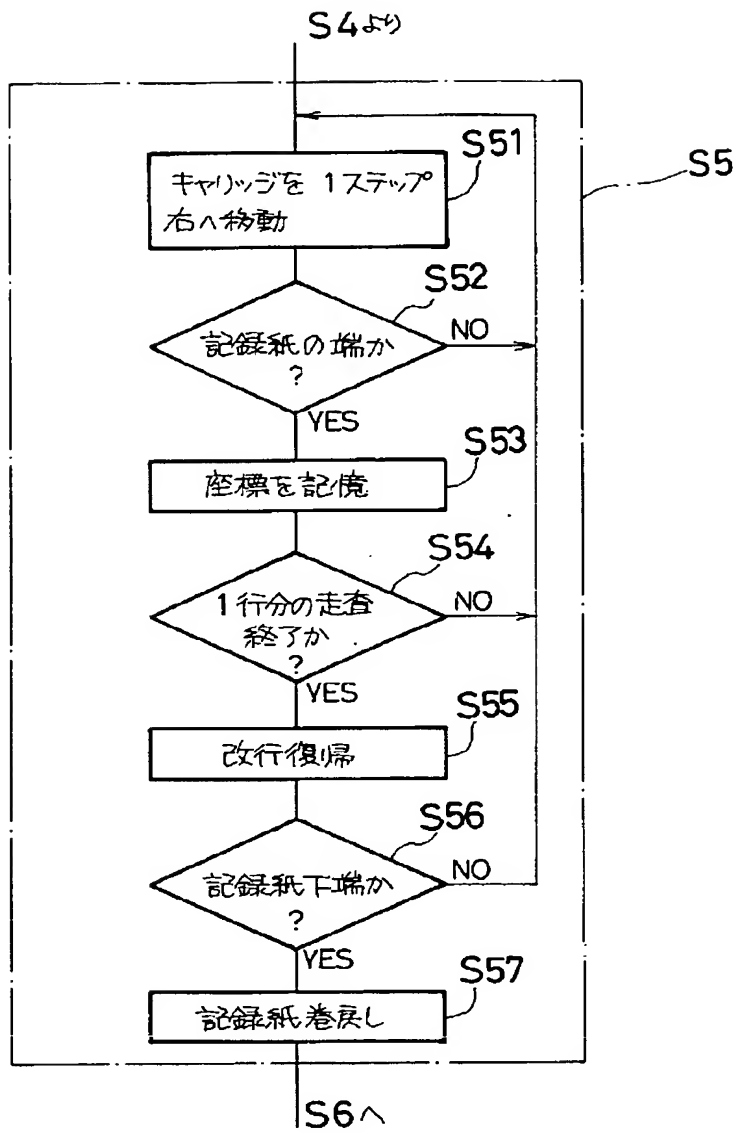 S4より
S51
キャリッジを 1ステップ
右へ移動
S5
S52
記録紙の端か
?
NO
YES
S53
座標を記憶
S54
1行分の走査
終了か
?
NO
YES
S55
改行復帰
S56
記録紙下端か
?
NO
YES
S57
記録紙巻戻し
S6へ